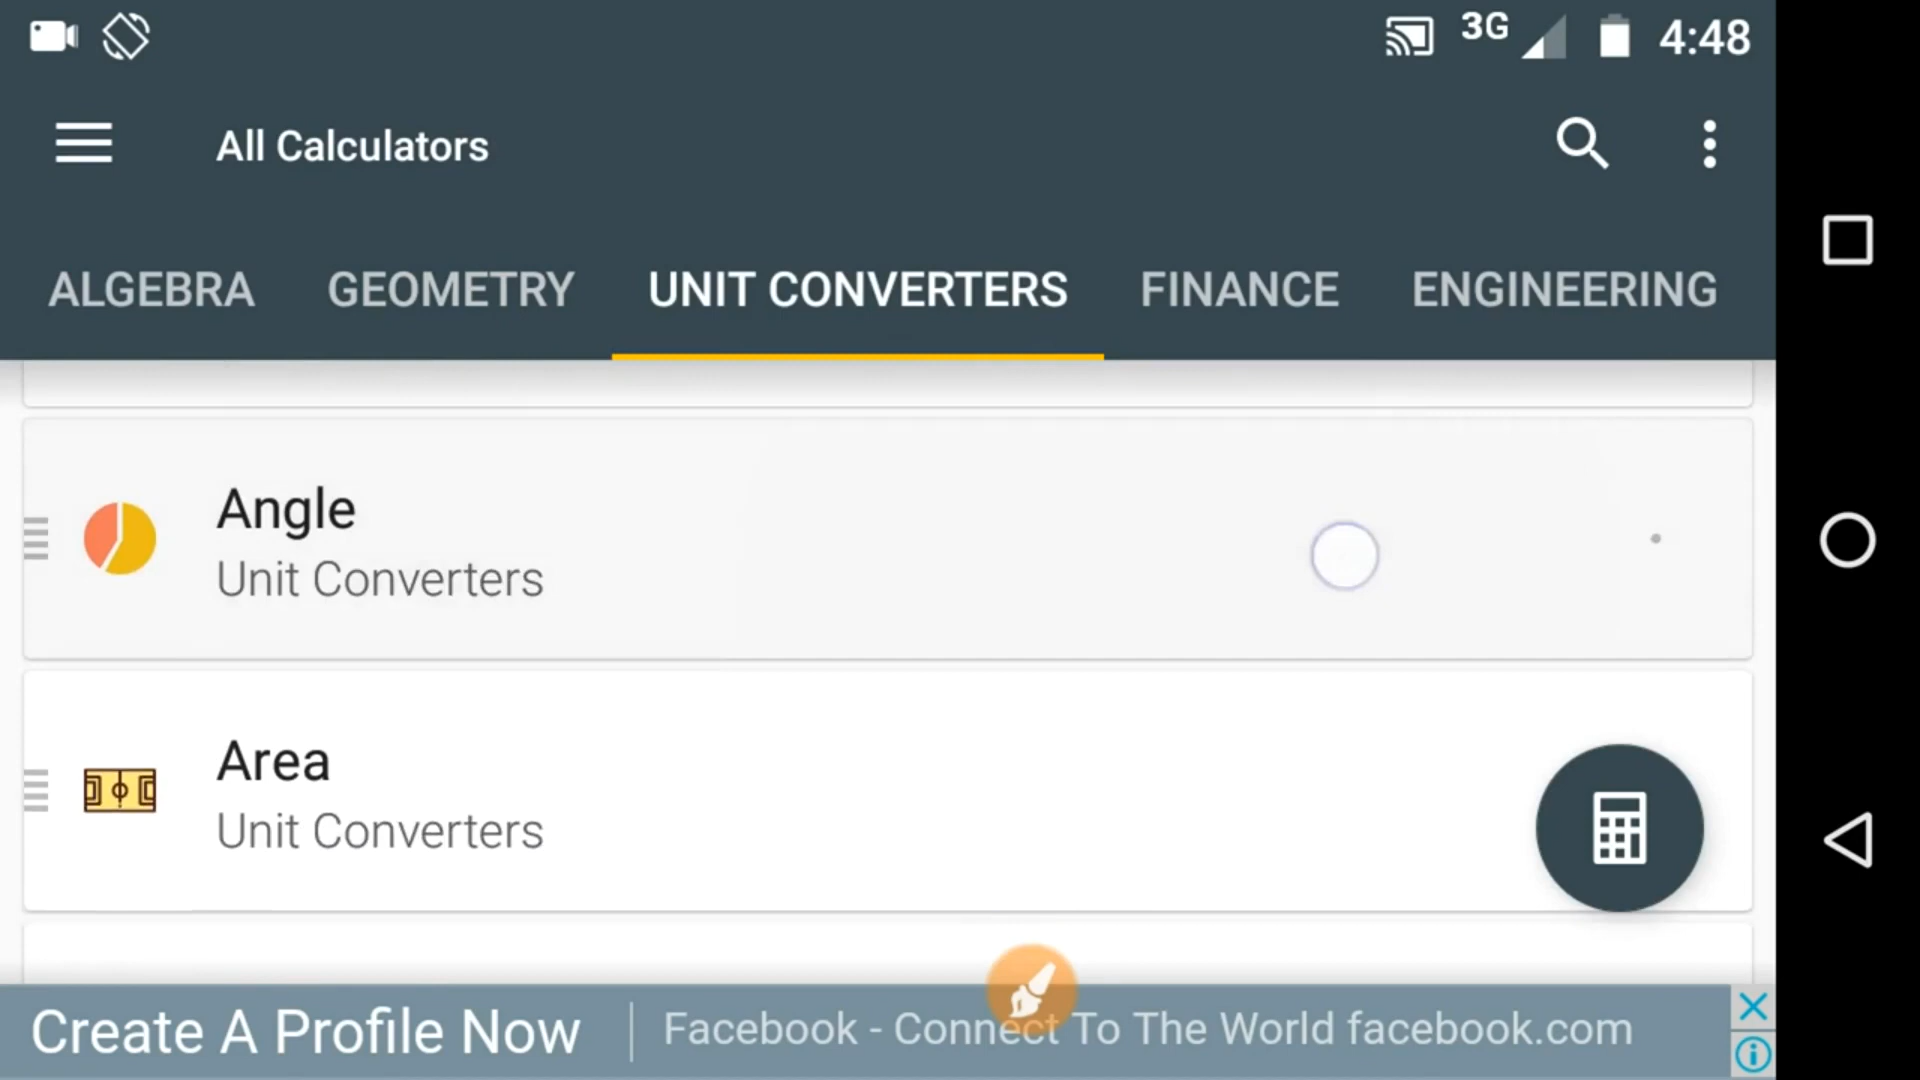 3G 4:48
All Calculators
ALGEBRA GEOMETRY UNIT CONVERTERS FINANCE ENGINEERING
Angle
Unit Converters
Area
Unit Converters
Create A Profile Now Facebook - Connect To The World facebook.com